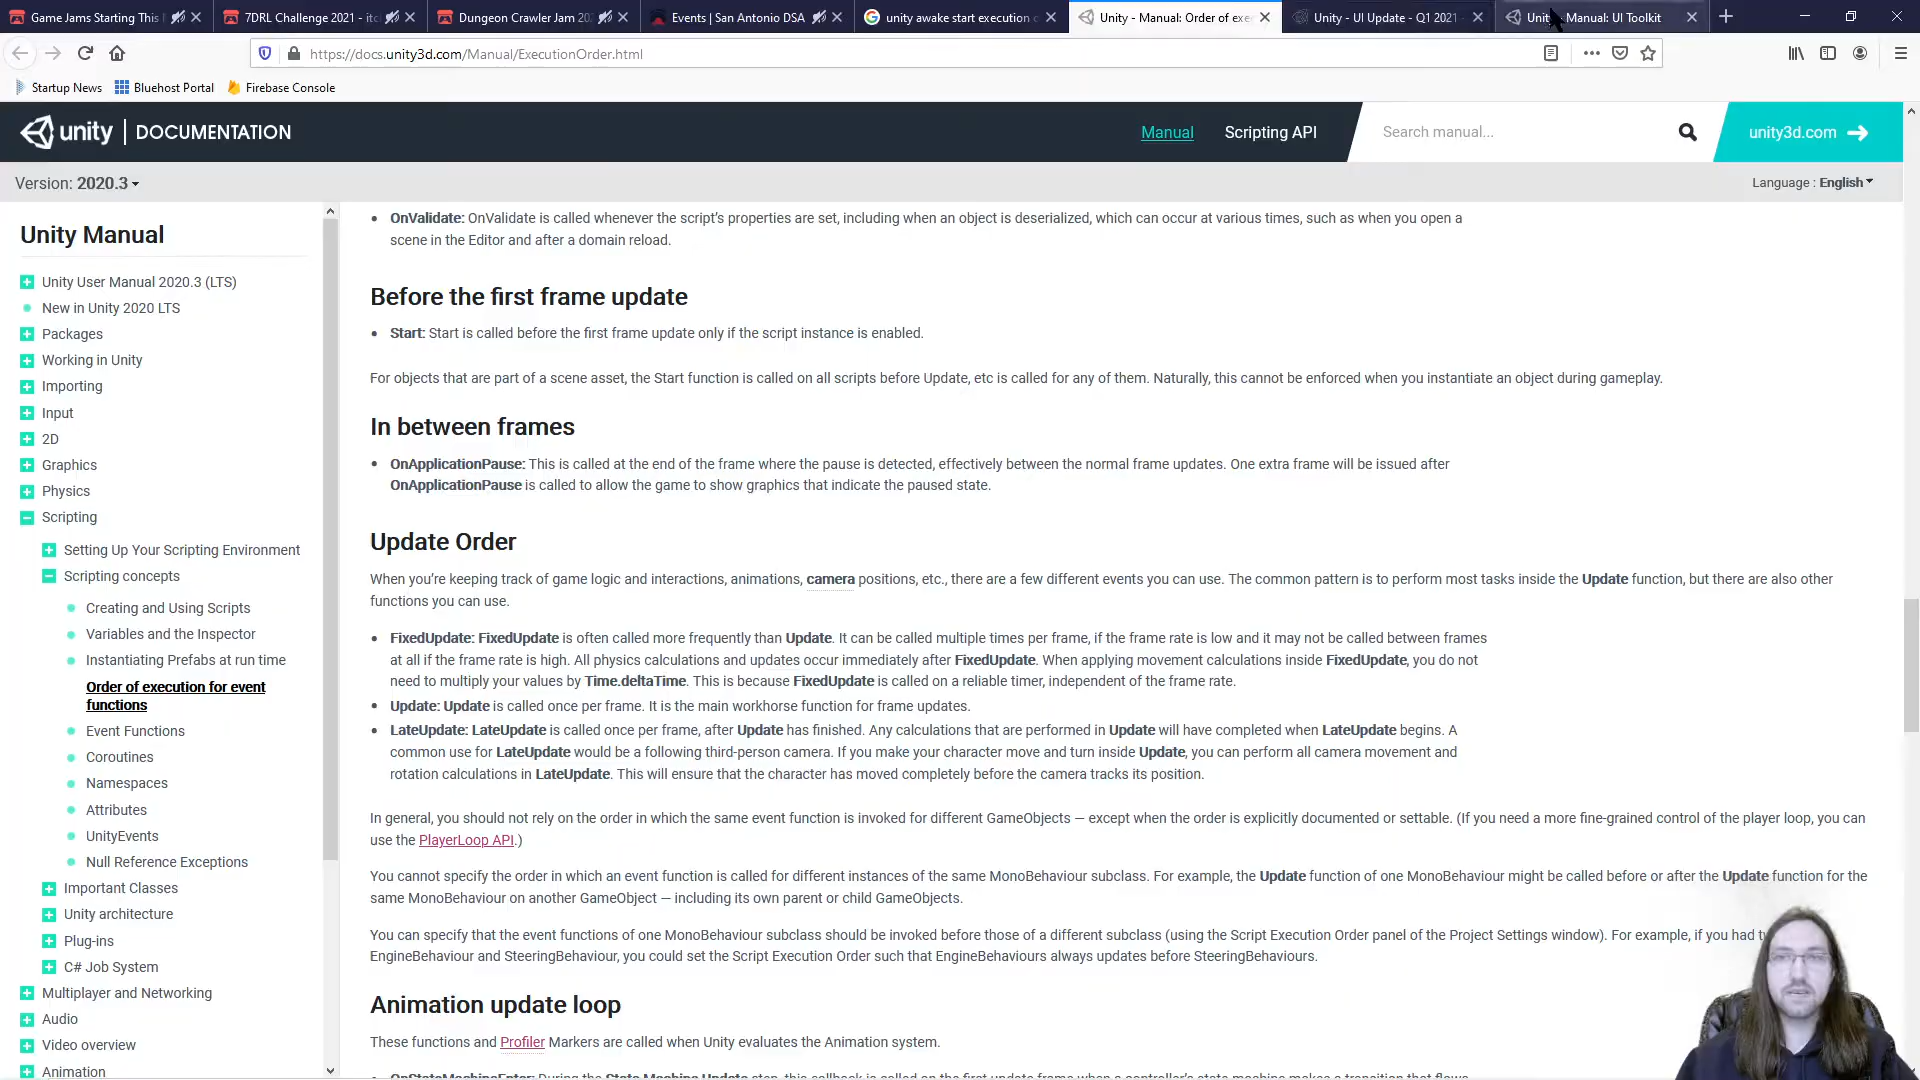 Game Jams Starting This
7DRL Challenge 2021 - itc
Dungeon Crawler Jam 202
Events | San Antonio DSA
unity awake start execution o
Unity - Manual: Order of exe
Unity - UI Update - Q1 2021 -
Manual: UI Toolkit
https://docs.unity3d.com/Manual/ExecutionOrder.html
Startup News
Bluehost Portal
Firebase Console
unity | DOCUMENTATION
Manual
Scripting API
Search manual...
unity3d.com
Version: 2020.3
Language : English
Unity Manual
Unity User Manual 2020.3 (LTS)
New in Unity 2020 LTS
Packages
Working in Unity
Importing
Input
2D
Graphics
Physics
Scripting
Setting Up Your Scripting Environment
Scripting concepts
Creating and Using Scripts
Variables and the Inspector
Instantiating Prefabs at run time
Order of execution for event
functions
Event Functions
Coroutines
Namespaces
Attributes
UnityEvents
Null Reference Exceptions
Important Classes
Unity architecture
Plug-ins
C# Job System
Multiplayer and Networking
Audio
Video overview
Animation
OnValidate: OnValidate is called whenever the script's properties are set, including when an object is deserialized, which can occur at various times, such as when you open a
scene in the Editor and after a domain reload.
Before the first frame update
Start: Start is called before the first frame update only if the script instance is enabled.
For objects that are part of a scene asset, the Start function is called on all scripts before Update, etc is called for any of them. Naturally, this cannot be enforced when you instantiate an object during gameplay.
In between frames
OnApplicationPause: This is called at the end of the frame where the pause is detected, effectively between the normal frame updates. One extra frame will be issued after
OnApplicationPause is called to allow the game to show graphics that indicate the paused state.
Update Order
When you're keeping track of game logic and interactions, animations, camera positions, etc., there are a few different events you can use. The common pattern is to perform most tasks inside the Update function, but there are also other
functions you can use.
FixedUpdate: FixedUpdate is often called more frequently than Update. It can be called multiple times per frame, if the frame rate is low and it may not be called between frames
at all if the frame rate is high. All physics calculations and updates occur immediately after FixedUpdate. When applying movement calculations inside FixedUpdate, you do not
need to multiply your values by Time.deltaTime. This is because FixedUpdate is called on a reliable timer, independent of the frame rate.
Update: Update is called once per frame. It is the main workhorse function for frame updates.
LateUpdate: LateUpdate is called once per frame, after Update has finished. Any calculations that are performed in Update will have completed when LateUpdate begins. A
common use for LateUpdate would be a following third-person camera. If you make your character move and turn inside Update, you can perform all camera movement and
rotation calculations in LateUpdate. This will ensure that the character has moved completely before the camera tracks its position.
In general, you should not rely on the order in which the same event function is invoked for different GameObjects — except when the order is explicitly documented or settable. (If you need a more fine-grained control of the player loop, you can
use the PlayerLoop API.)
You cannot specify the order in which an event function is called for different instances of the same MonoBehaviour subclass. For example, the Update function of one MonoBehaviour might be called before or after the Update function for the
same MonoBehaviour on another GameObject — including its own parent or child GameObjects.
You can specify that the event functions of one MonoBehaviour subclass should be invoked before those of a different subclass (using the Script Execution Order panel of the Project Settings window). For example, if you had
EngineBehaviour and SteeringBehaviour, you could set the Script Execution Order such that EngineBehaviours always updates before SteeringBehaviours.
Animation update loop
These functions and Profiler Markers are called when Unity evaluates the Animation system.
OnStateMachineEnter: During the State Machine Update step, this callback is called on the first update frame when a controller's state machine makes a transition that flows